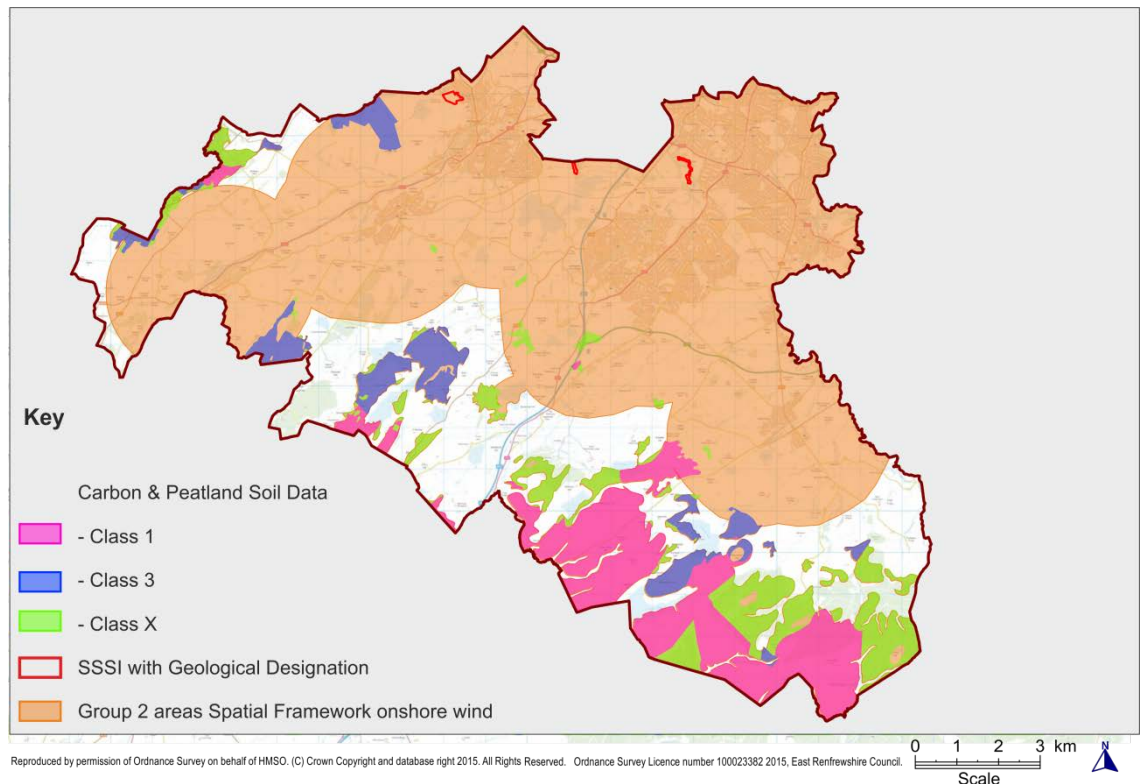 Key
Carbon & Peatland Soil Data
- Class 1
- Class 3
- Class X
SSSI with Geological Designation
Group 2 areas Spatial Framework onshore wind
Reproduced by permission of Ordnance Survey on behalf of HMSO. (C) Crown Copyright and database right 2015. All Rights Reserved. Ordnance Survey Licence number 100023382 2015, East Renfrewshire Council.
0 1 2 3 km
Scale
N